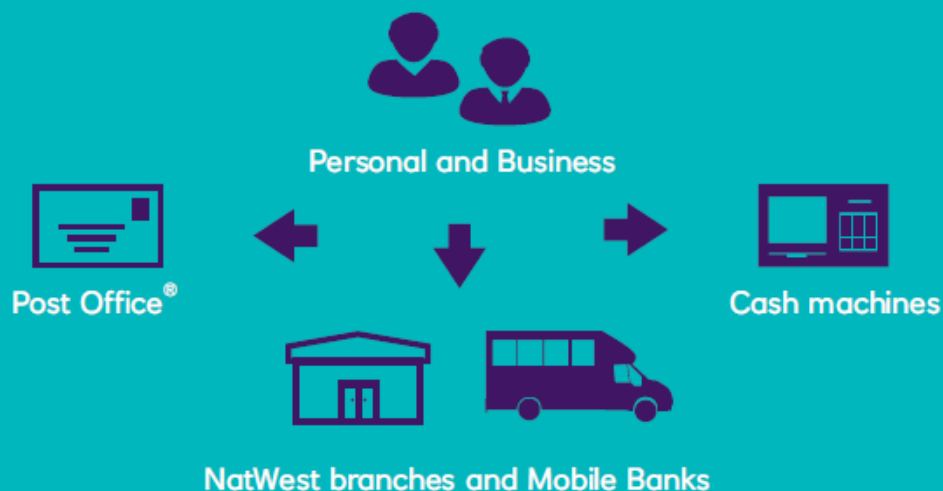 Personal and Business
Post Office®
Cash machines
NatWest branches and Mobile Banks